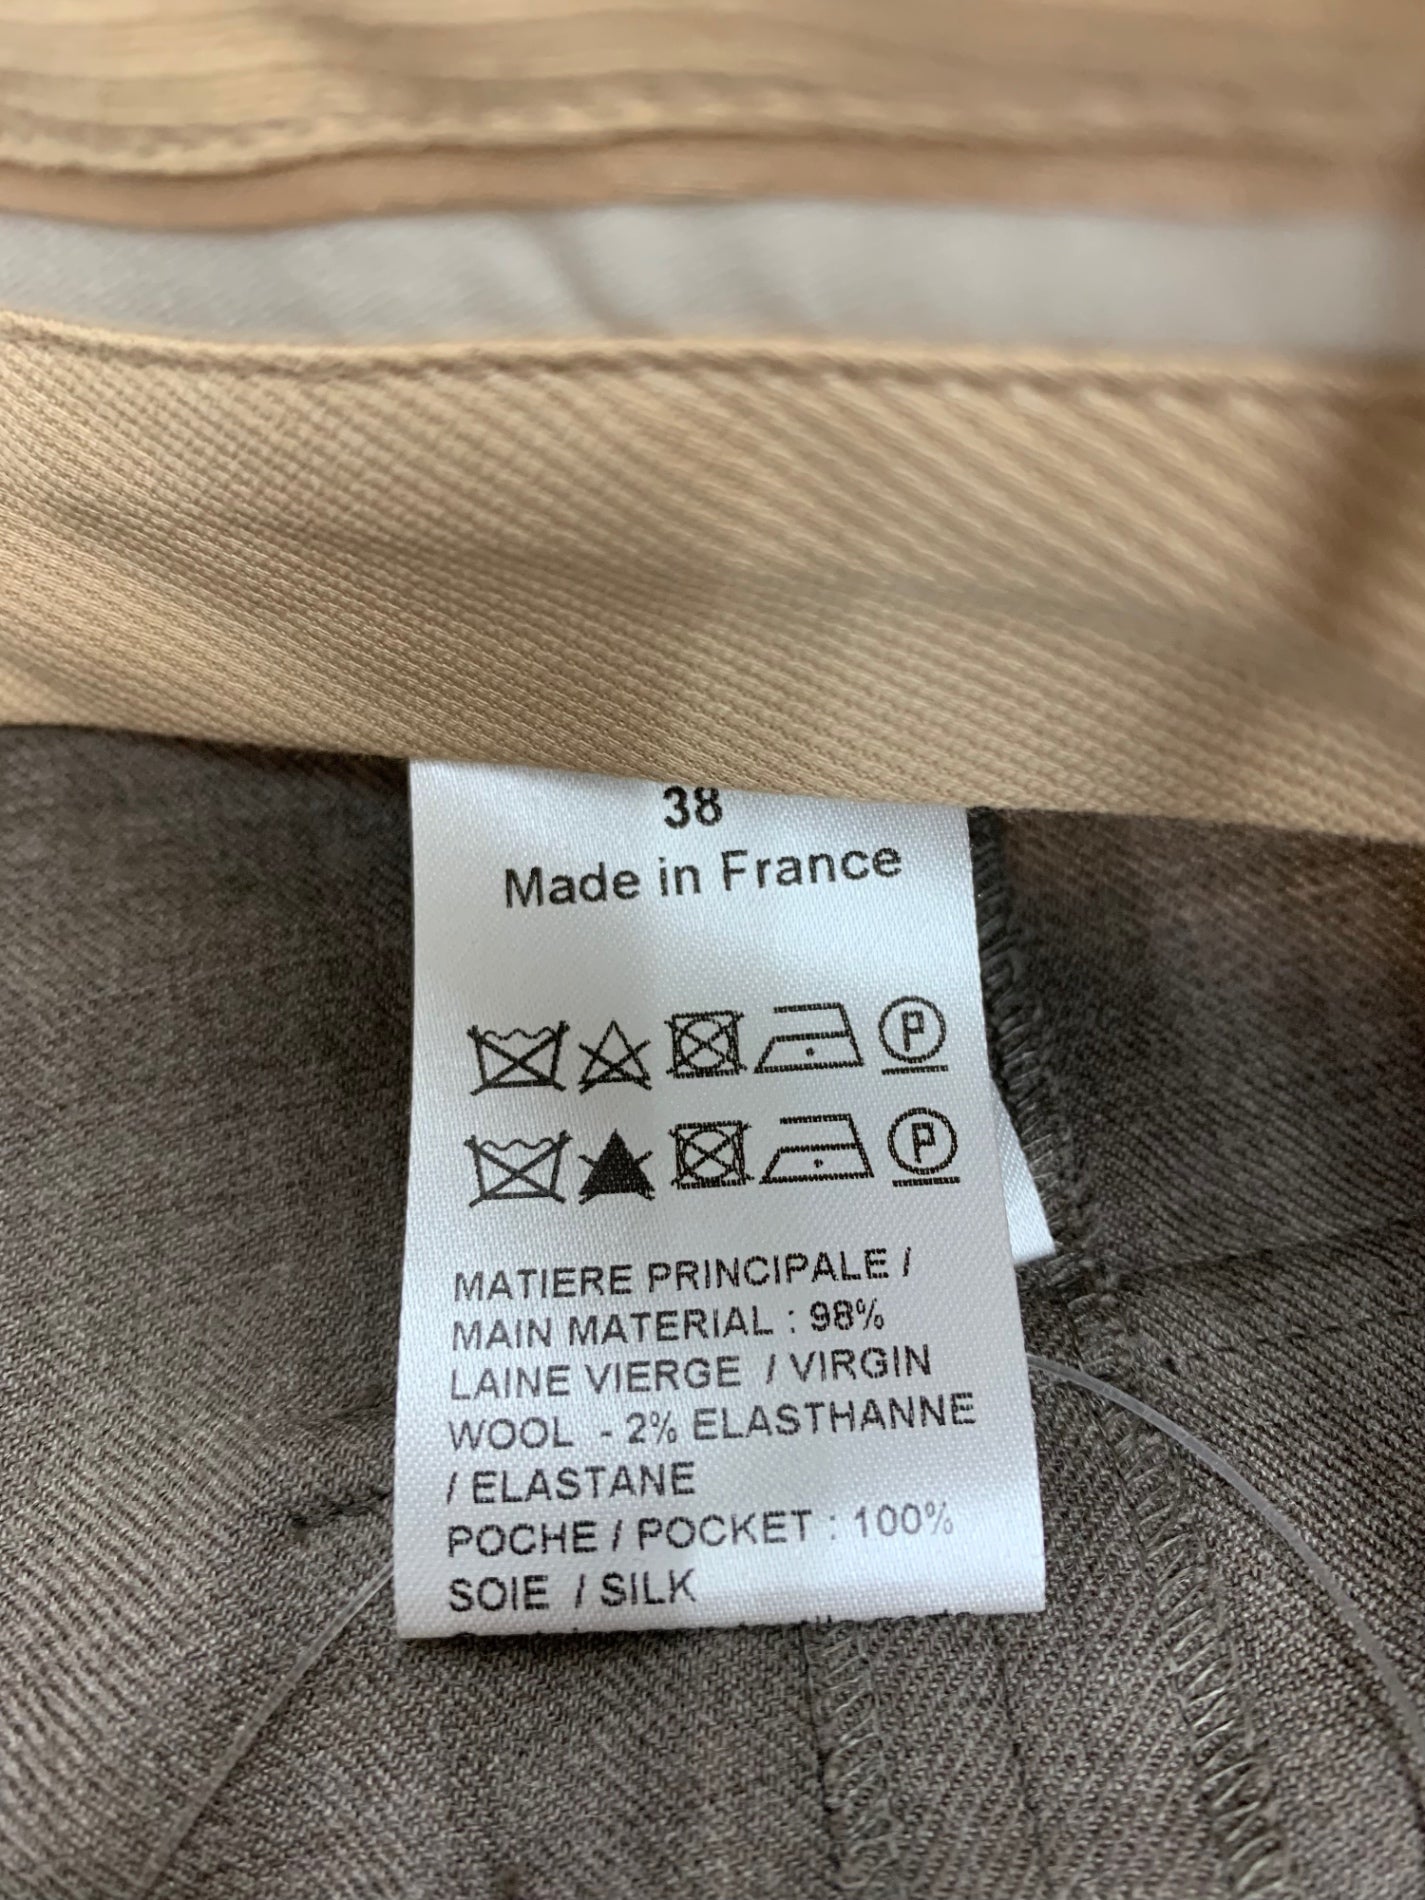 38
Made in France
P
P
MATIERE PRINCIPALE /
MAIN MATERIAL : 98%
LAINE VIERGE / VIRGIN
WOOL - 2% ELASTHANNE
/ ELASTANE
POCHE / POCKET : 100%
SOIE / SILK